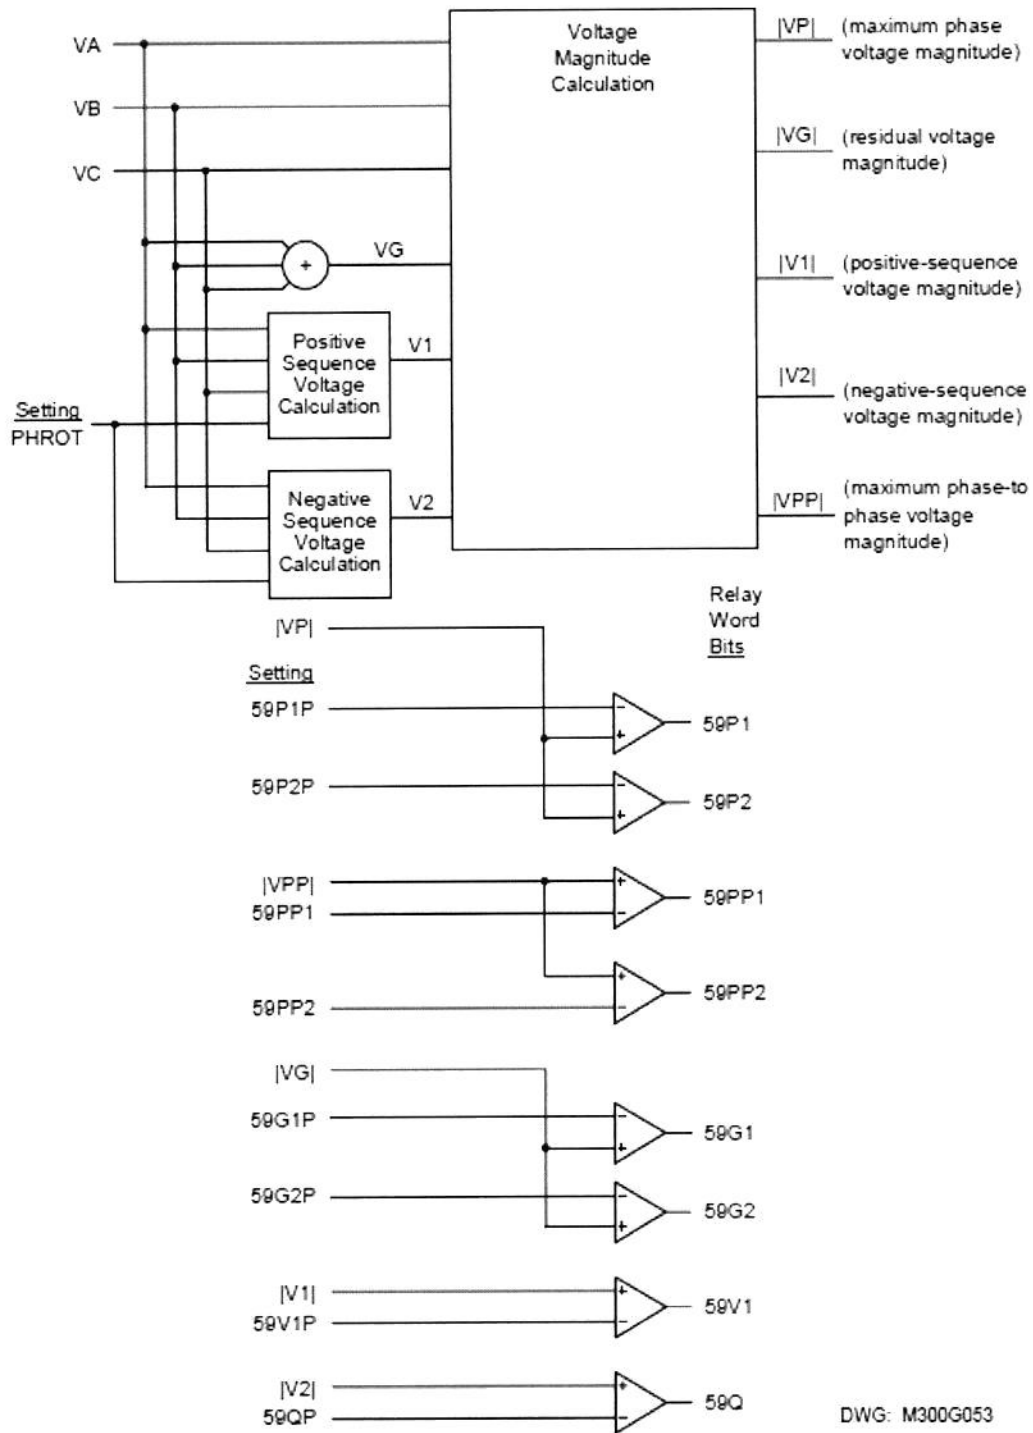 VA
VB
VC
Voltage
Magnitude
Calculation
|VP| (maximum phase
voltage magnitude)
|VG| (residual voltage
magnitude)
|V1| (positive-sequence
voltage magnitude)
|V2| (negative-sequence
voltage magnitude)
|VPP| (maximum phase-to
phase voltage
magnitude)
+
VG
Positive
Sequence
Voltage
Calculation
V1
Setting
PHROT
Negative
Sequence
Voltage
Calculation
V2
Relay
Word
Bits
|VP|
Setting
59P1P
-
+
59P1
59P2P
-
+
59P2
|VPP|
59PP1
+
-
59PP1
59PP2
+
-
59PP2
|VG|
59G1P
-
+
59G1
59G2P
-
+
59G2
|V1|
59V1P
+
-
59V1
|V2|
59QP
+
-
59Q
DWG: M300G053